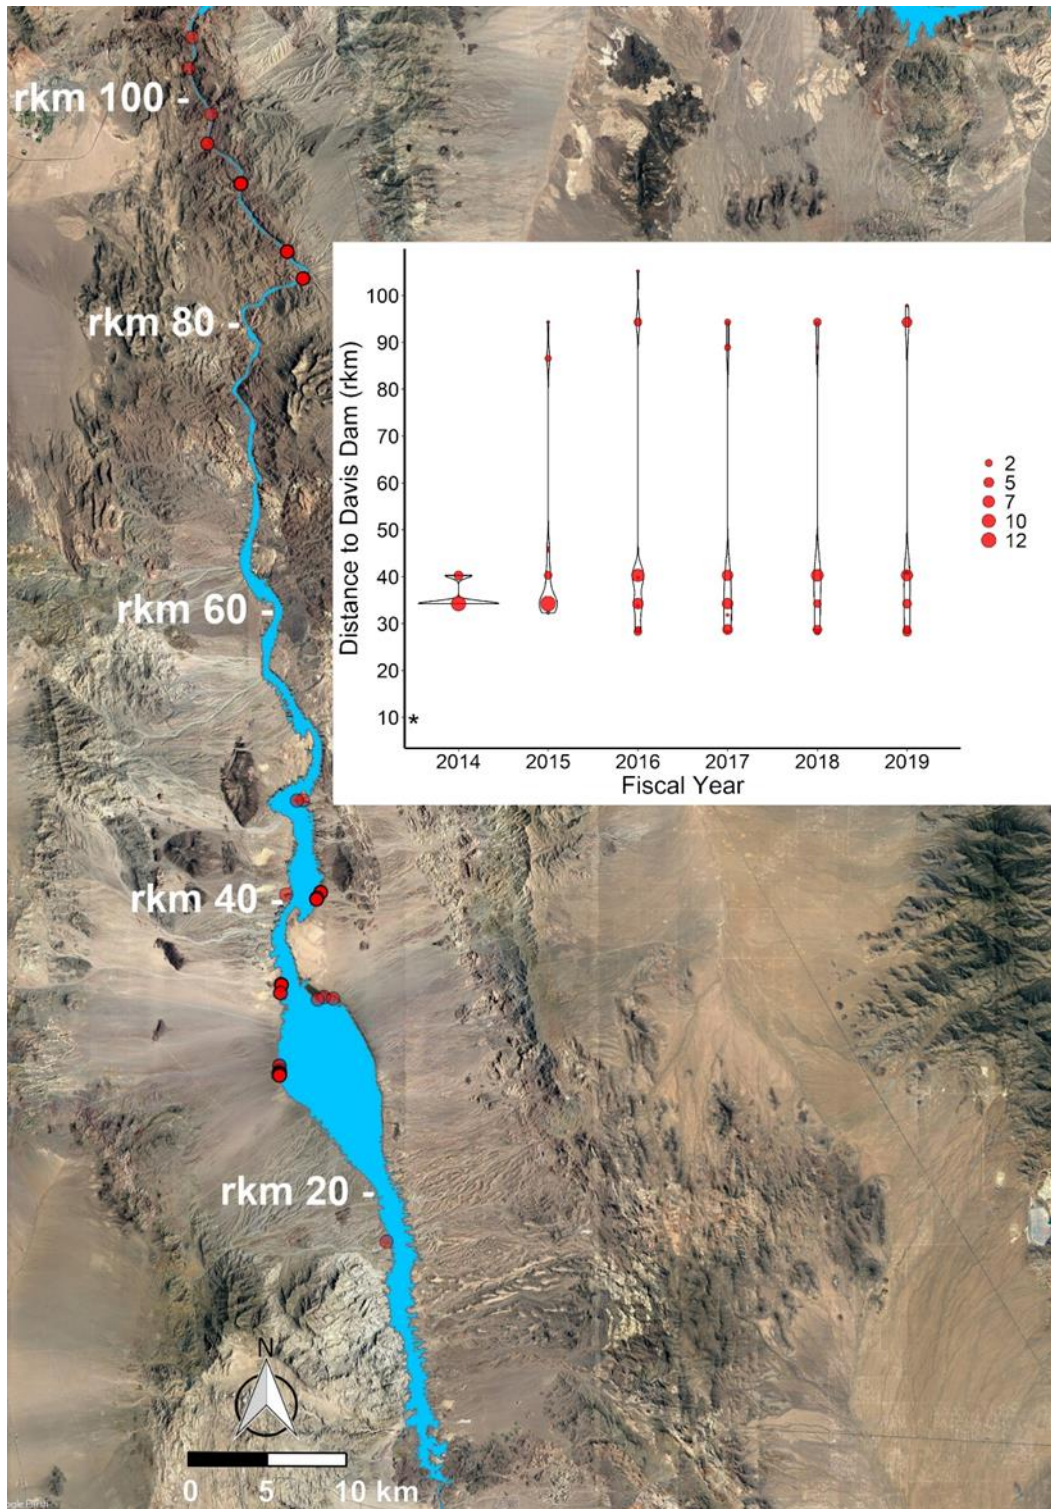 rkm 100 -
rkm 80 -
rkm 60 -
rkm 40 -
rkm 20 -
Distance to Davis Dam (rkm)
100
90
80
70
60
50
40
30
20
10
*
2014 2015 2016 2017 2018 2019
Fiscal Year
2
5
7
10
12
N
0 5 10 km